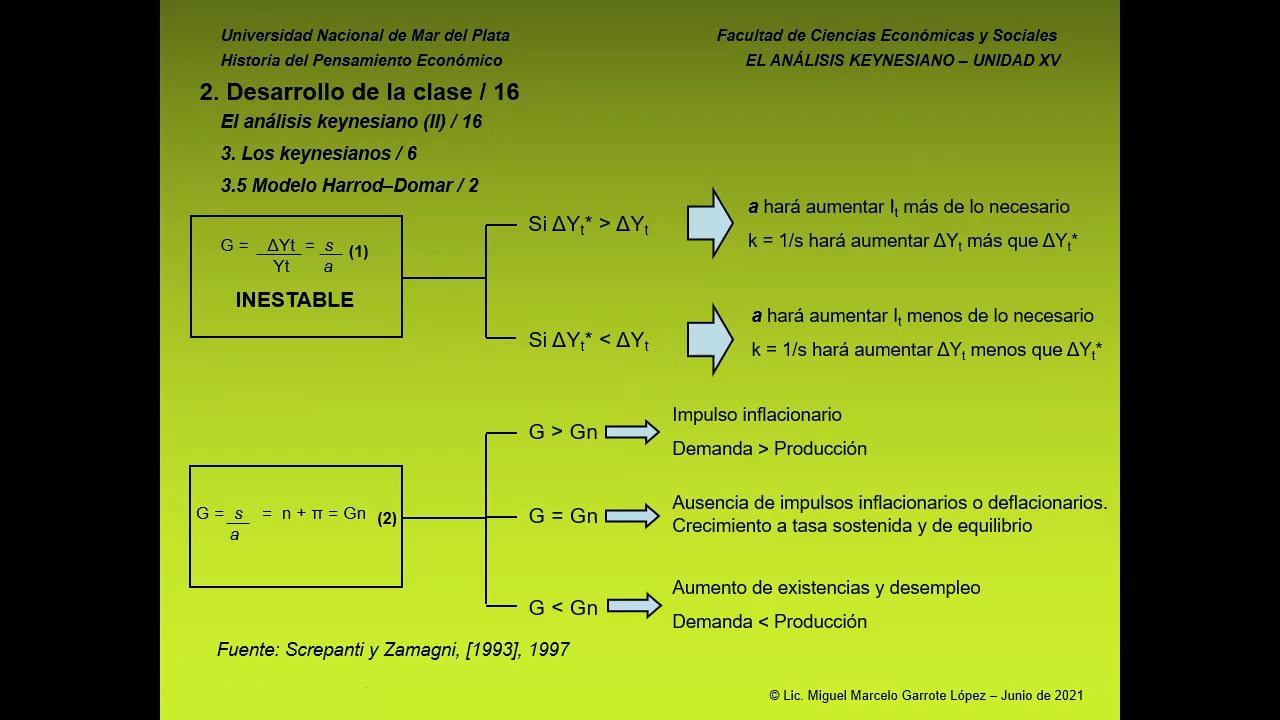 Universidad Nacional de Mar del Plata
Facultad de Ciencias Económicas y Sociales
Historia del Pensamiento Económico
EL ANÁLISIS KEYNESIANO – UNIDAD XV
2. Desarrollo de la clase / 16
El análisis keynesiano (II) / 16
3. Los keynesianos / 6
3.5 Modelo Harrod–Domar / 2
G = ΔYt/Yt = s/a (1)
INESTABLE
Si ΔYt* > ΔYt
a hará aumentar It más de lo necesario
k = 1/s hará aumentar ΔYt más que ΔYt*
Si ΔYt* < ΔYt
a hará aumentar It menos de lo necesario
k = 1/s hará aumentar ΔYt menos que ΔYt*
G = s/a = n + π = Gn (2)
G > Gn
Impulso inflacionario
Demanda > Producción
G = Gn
Ausencia de impulsos inflacionarios o deflacionarios.
Crecimiento a tasa sostenida y de equilibrio
G < Gn
Aumento de existencias y desempleo
Demanda < Producción
Fuente: Screpanti y Zamagni, [1993], 1997
© Lic. Miguel Marcelo Garrote López – Junio de 2021